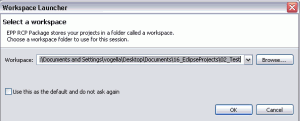 Workspace Launcher
Select a workspace
EPP RCP Package stores your projects in a folder called a workspace.
Choose a workspace folder to use for this session.
Workspace: \Documents and Settings\vogella\Desktop\Documents\16_EclipseProjects\02_Test Browse...
Use this as the default and do not ask again
OK Cancel